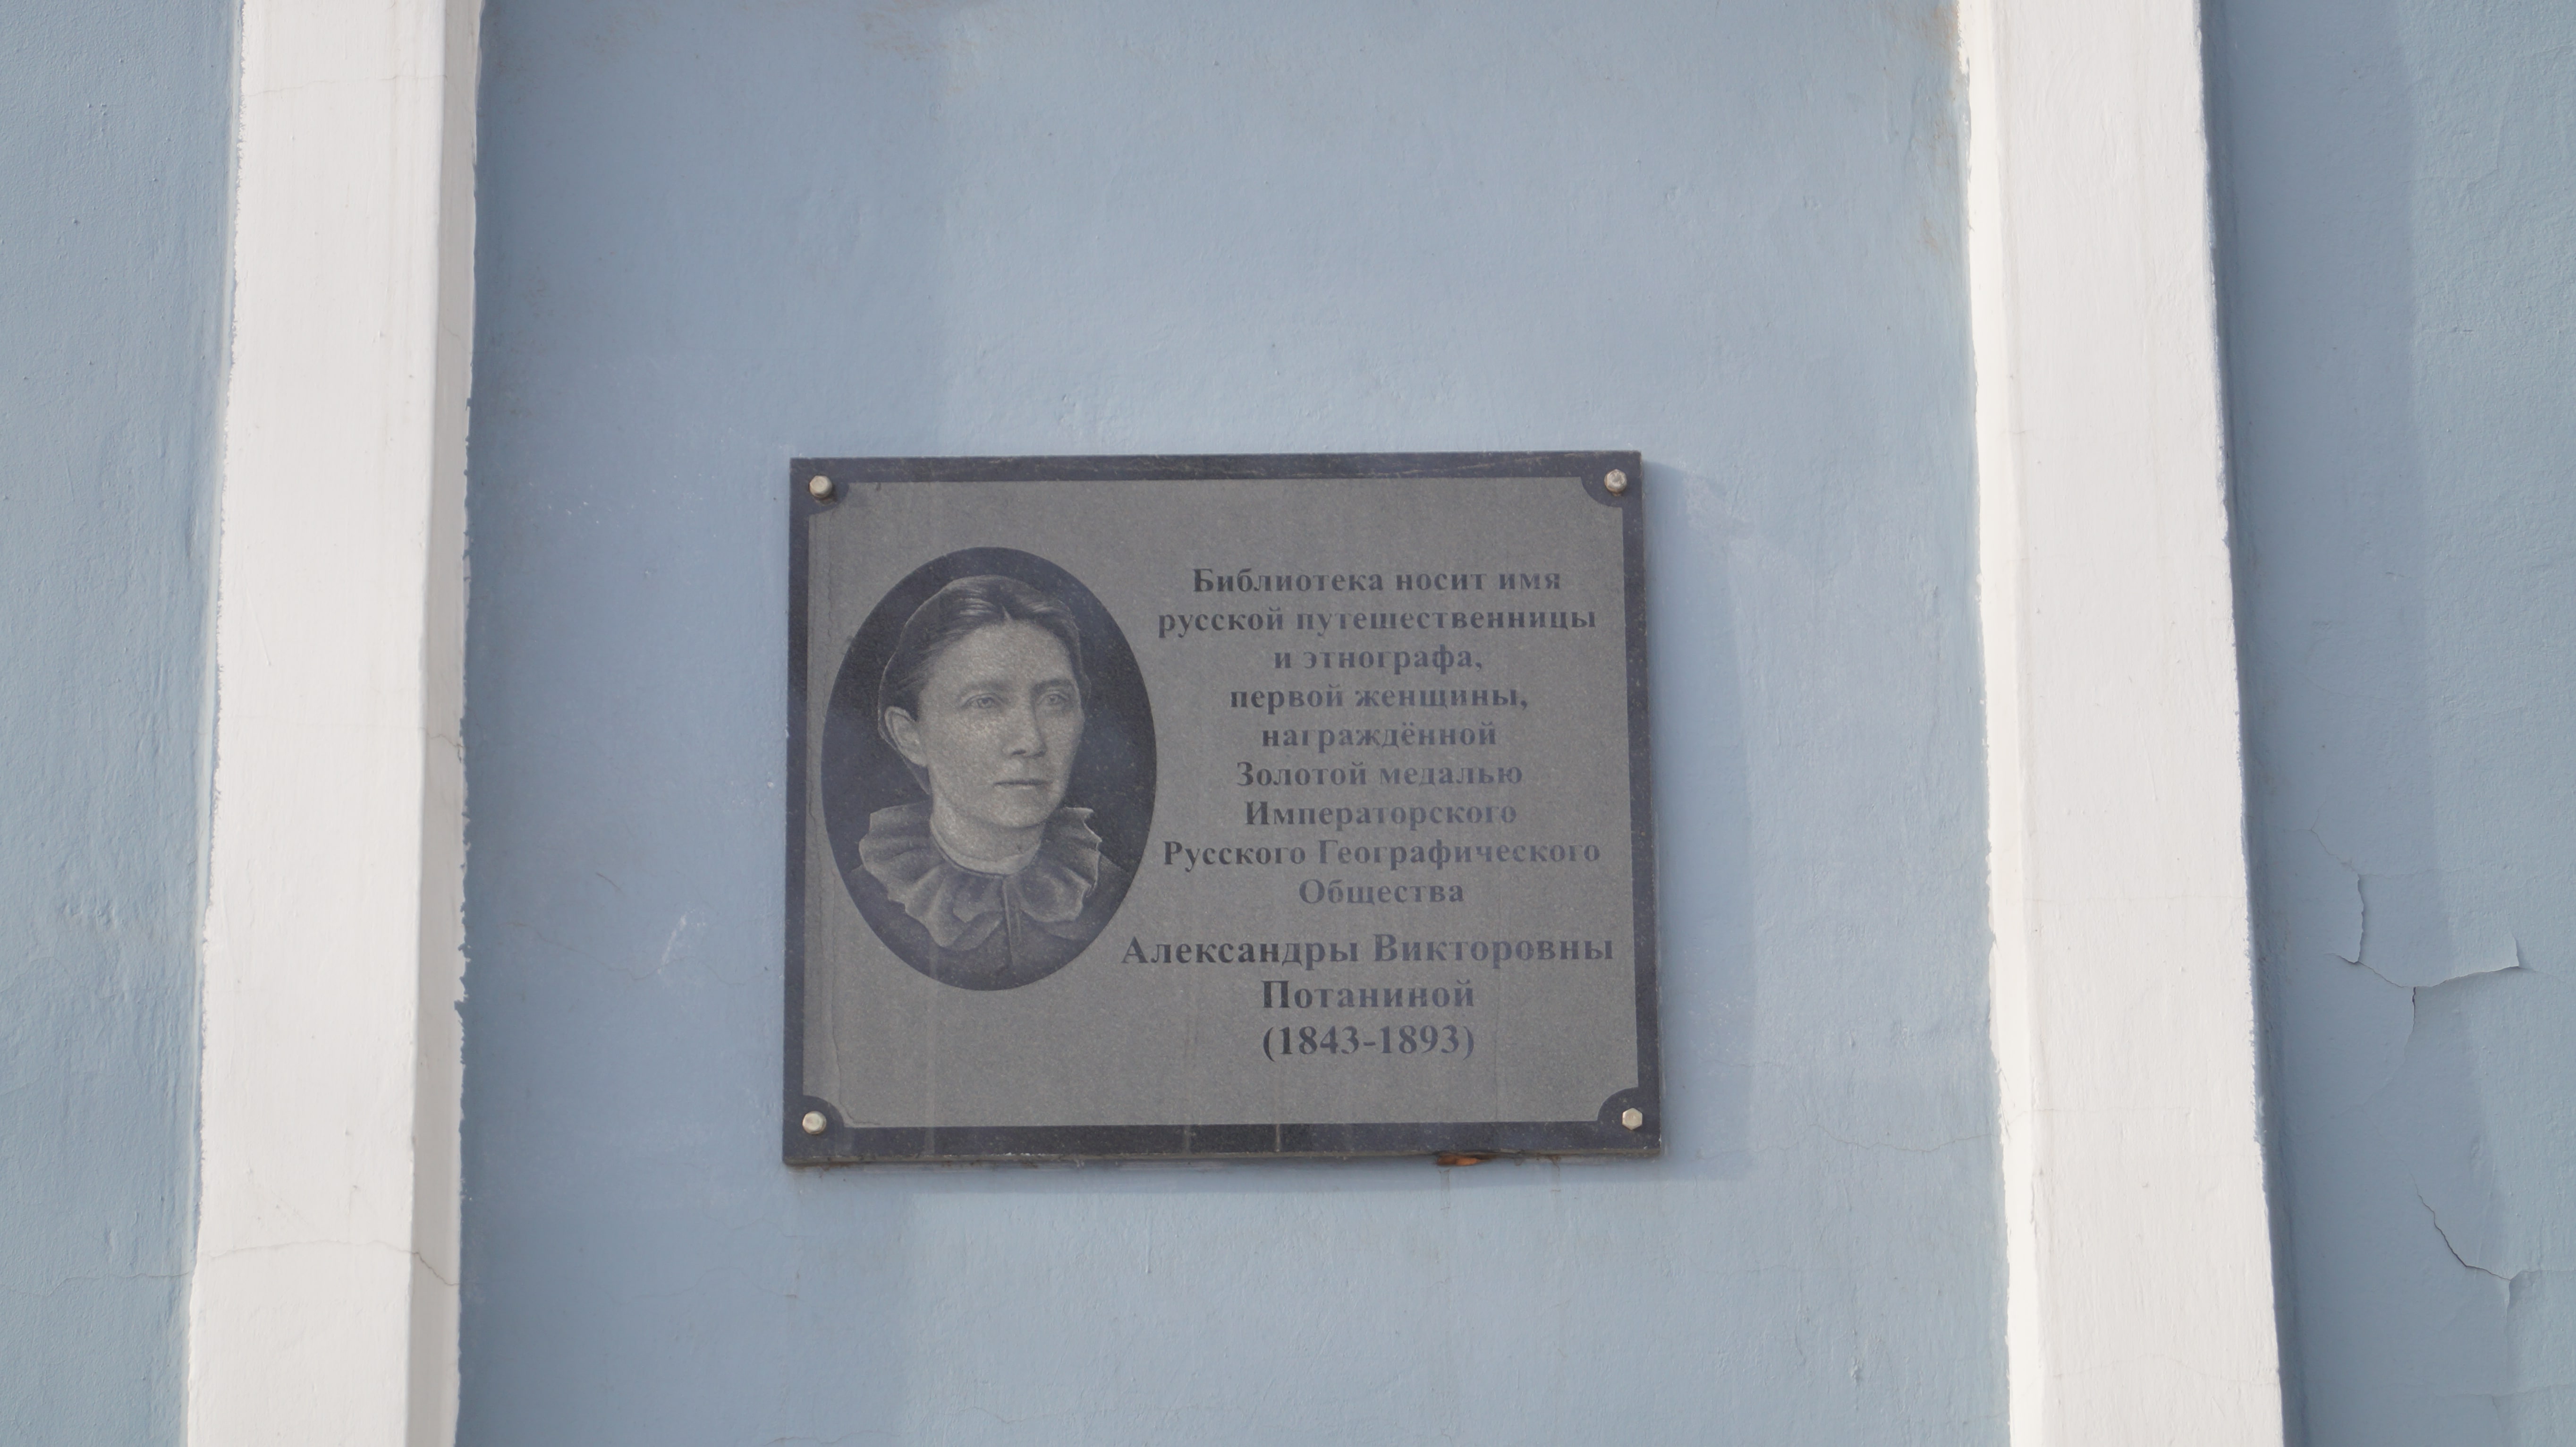 Библиотека носит имя
русской путешественницы
и этнографа,
первой женщины,
награждённой
Золотой медалью
Императорского
Русского Географического
Общества
Александры Викторовны
Потаниной
(1843-1893)